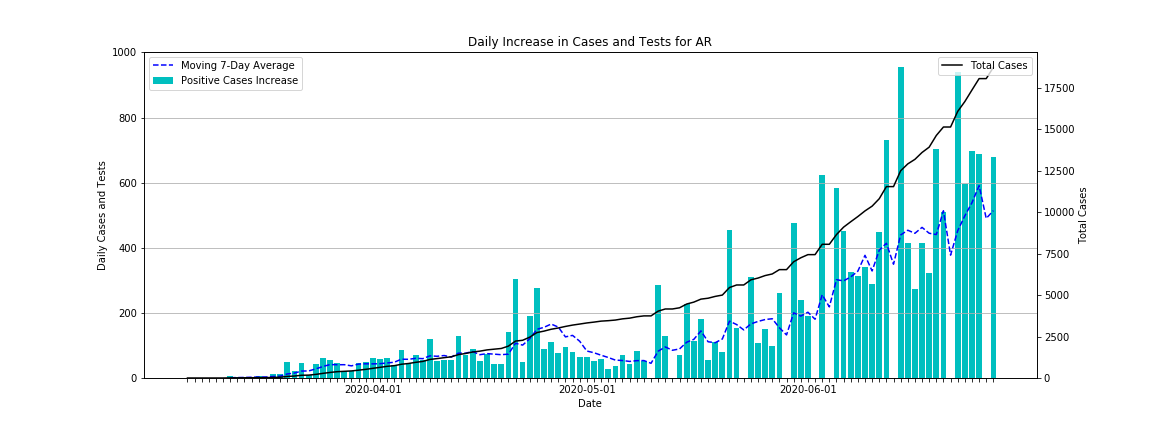 Daily Increase in Cases and Tests for AR
Moving 7-Day Average
Positive Cases Increase
Total Cases
1000
800
600
400
200
0
Daily Cases and Tests
17500
15000
12500
10000
7500
5000
2500
0
Total Cases
2020-04-01
2020-05-01
2020-06-01
Date